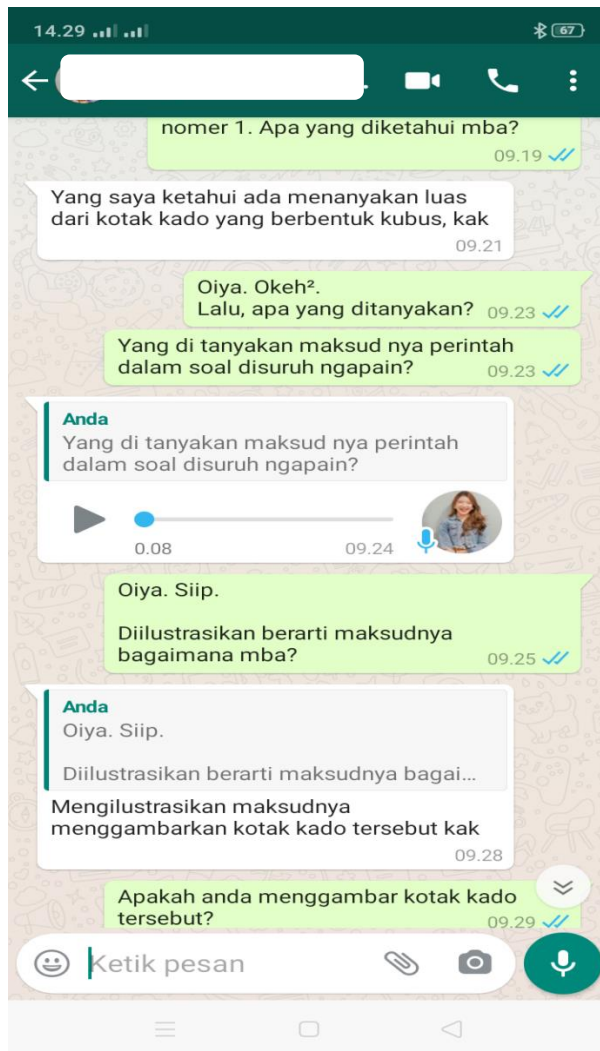 14.29
67
nomer 1. Apa yang diketahui mba?
09.19
Yang saya ketahui ada menanyakan luas
dari kotak kado yang berbentuk kubus, kak
09.21
Oiya. Okeh².
Lalu, apa yang ditanyakan? 09.23
Yang di tanyakan maksud nya perintah
dalam soal disuruh ngapain? 09.23
Anda
Yang di tanyakan maksud nya perintah
dalam soal disuruh ngapain?
0.08 09.24
Oiya. Siip.
Diilustrasikan berarti maksudnya
bagaimana mba? 09.25
Anda
Oiya. Siip.
Diilustrasikan berarti maksudnya bagai...
Mengilustrasikan maksudnya
menggambarkan kotak kado tersebut kak
09.28
Apakah anda menggambar kotak kado
tersebut? 09.29
Ketik pesan